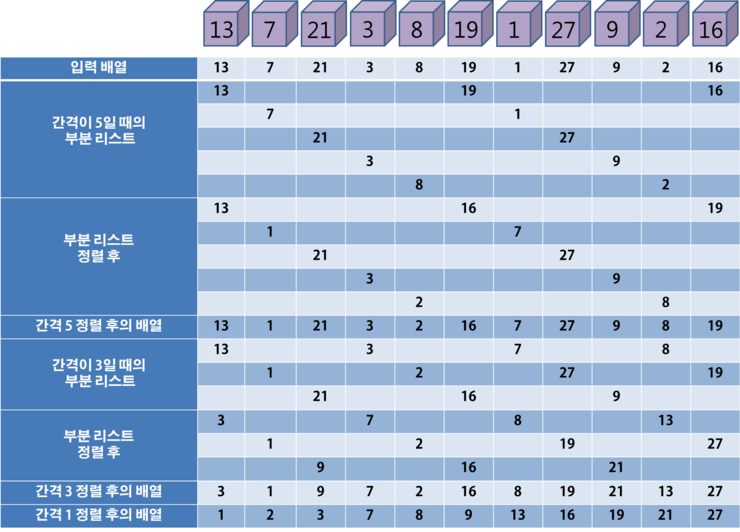 13 7 21 3 8 19 1 27 9 2 16
입력 배열 13 7 21 3 8 19 1 27 9 2 16
13 19 16
간격이 5일 때의
부분 리스트
7 1
21 27
3 9
8 2
13 16 19
부분 리스트
정렬 후
1 7
21 27
3 9
2 8
간격 5 정렬 후의 배열 13 1 21 3 2 16 7 27 9 8 19
13 3 7 8
간격이 3일 때의
부분 리스트
1 2 27 19
21 16 9
3 7 8 13
부분 리스트
정렬 후
1 2 19 27
9 16 21
간격 3 정렬 후의 배열 3 1 9 7 2 16 8 19 21 13 27
간격 1 정렬 후의 배열 1 2 3 7 8 9 13 16 19 21 27